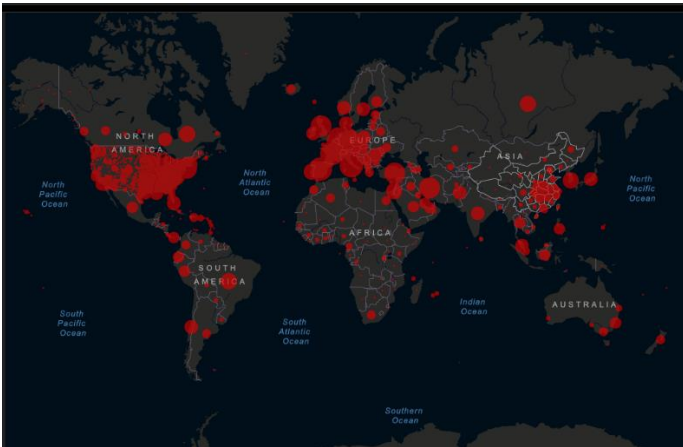 NORTH
AMERICA
EUROPE
ASIA
North
Pacific
Ocean
North
Atlantic
Ocean
North
Pacific
Ocean
AFRICA
SOUTH
AMERICA
Indian
Ocean
AUSTRALIA
South
Pacific
Ocean
South
Atlantic
Ocean
Southern
Ocean